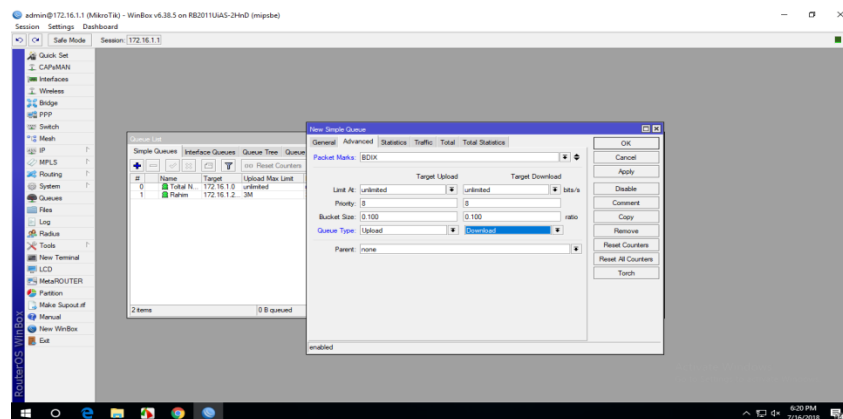 admin@172.16.1.1 (MikroTik) - WinBox v6.38.5 on RB2011UiAS-2HnD (mipsbe)
Session Settings Dashboard
Safe Mode Session: 172.16.1.1
Quick Set
CAPsMAN
Interfaces
Wireless
Bridge
PPP
Switch
Mesh
IP
MPLS
Routing
System
Queues
Files
Log
Radius
Tools
New Terminal
LCD
MetaROUTER
Partition
Make Supout.rif
Manual
New WinBox
Exit
RouterOS WinBox
Queue List
Simple Queues Interface Queues Queue Tree Queue
Reset Counters
# Name Target Upload Max Limit
0 Total N... 172.16.1.0 unlimited
1 Rahim 172.16.1.2... 3M
2 items 0 B queued
New Simple Queue
General Advanced Statistics Traffic Total Total Statistics
Packet Marks: BDIX
Target Upload Target Download
Limit At: unlimited unlimited bits/s
Priority: 8 8
Bucket Size: 0.100 0.100 ratio
Queue Type: Upload Download
Parent: none
enabled
OK
Cancel
Apply
Disable
Comment
Copy
Remove
Reset Counters
Reset All Counters
Torch
6:20 PM
7/16/2018